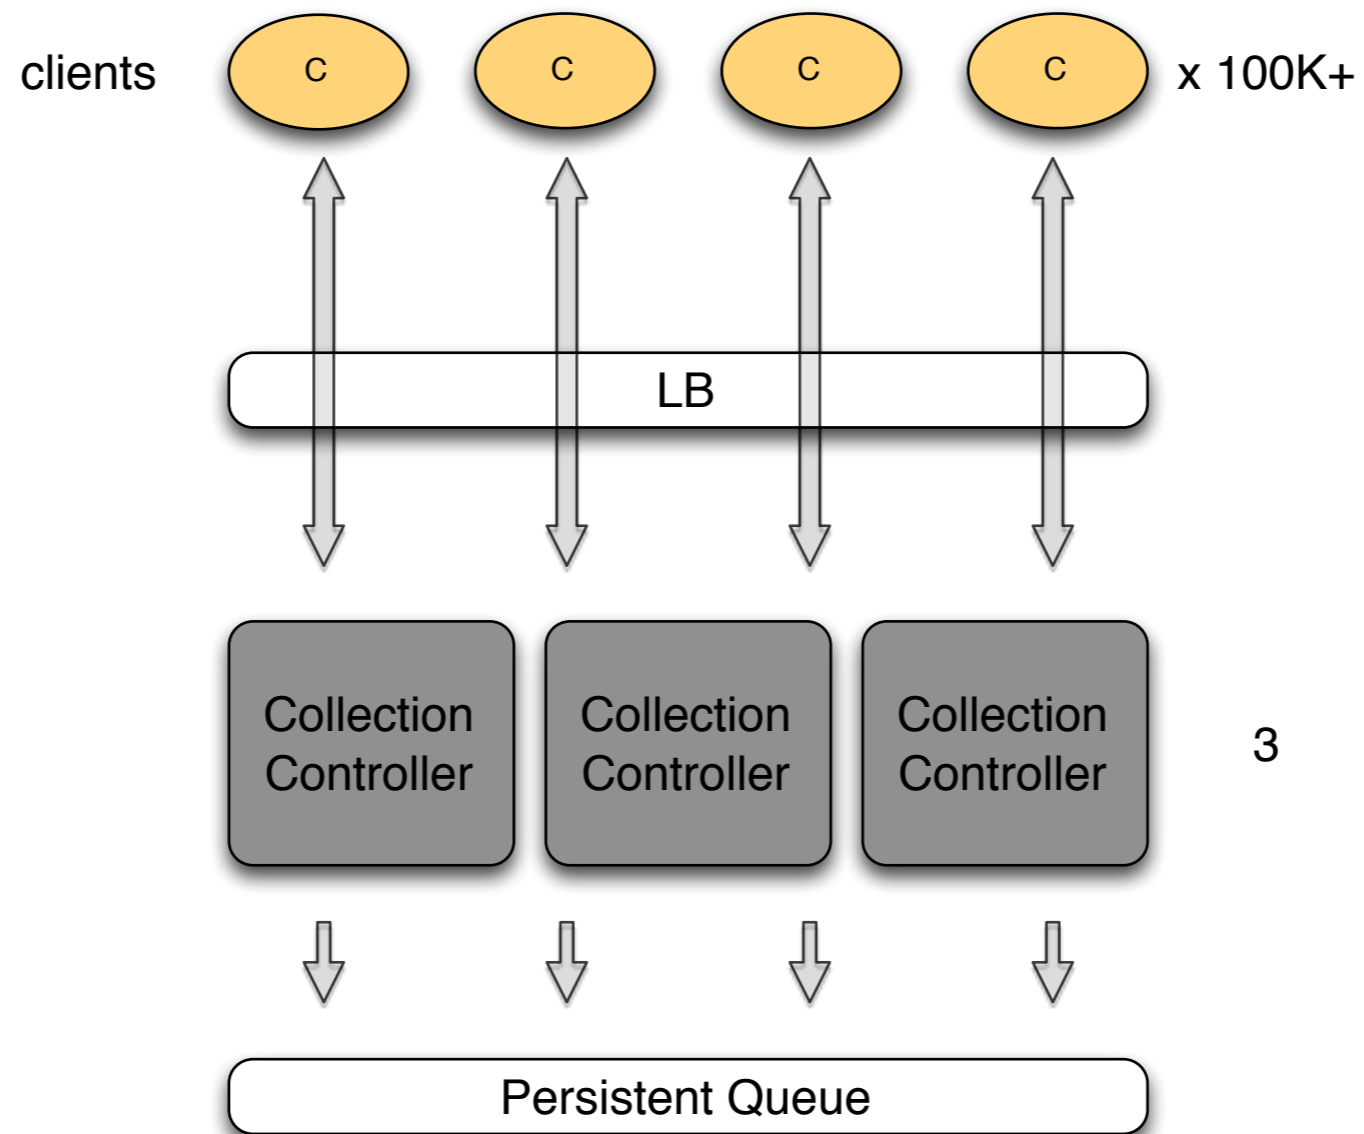 clients
C
C
C
C
x 100K+
LB
Collection
Controller
Collection
Controller
Collection
Controller
3
Persistent Queue